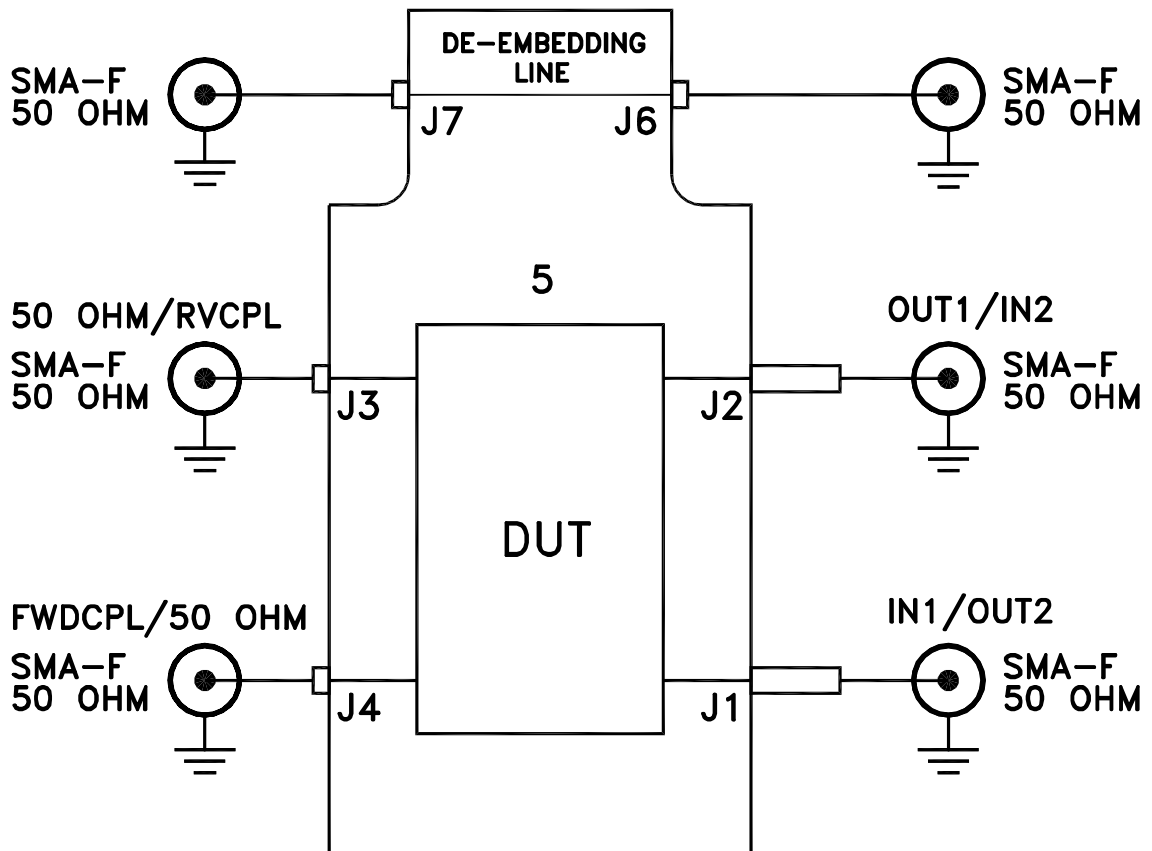 DE-EMBEDDING
LINE
SMA-F
50 OHM
J7
J6
SMA-F
50 OHM
5
50 OHM/RVCPL
SMA-F
50 OHM
J3
OUT1/IN2
J2
SMA-F
50 OHM
DUT
FWDCPL/50 OHM
SMA-F
50 OHM
J4
IN1/OUT2
J1
SMA-F
50 OHM